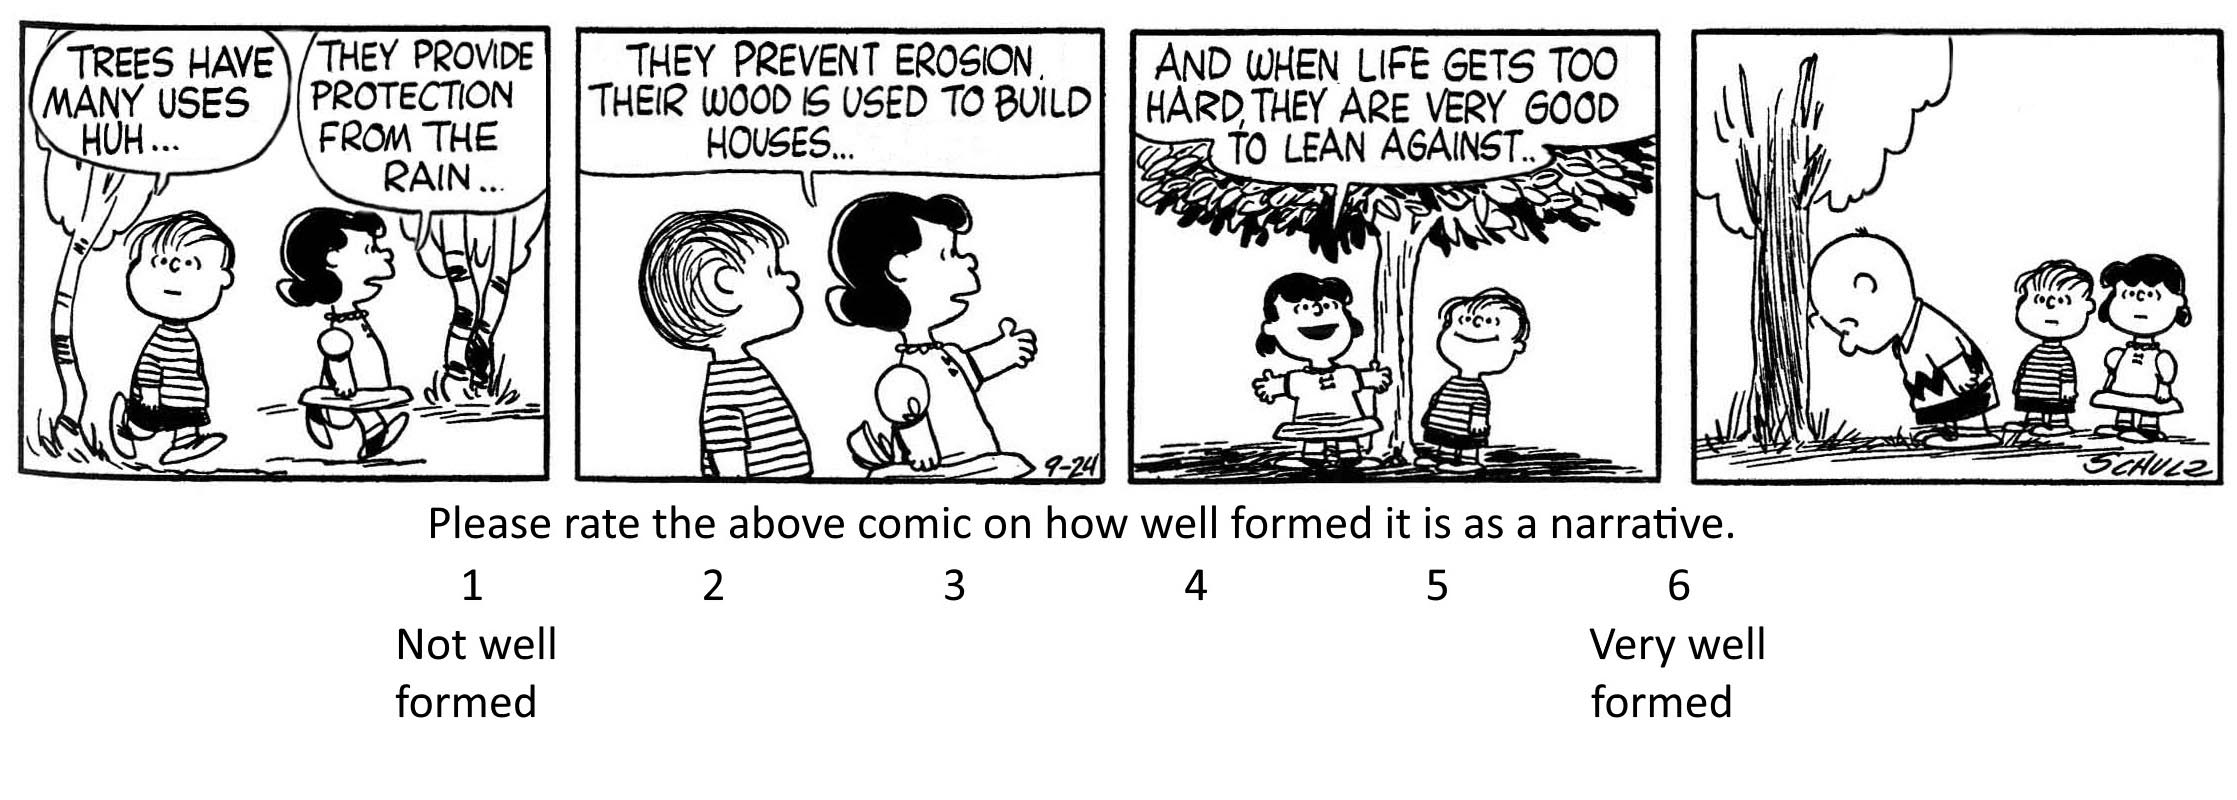 TREES HAVE
MANY USES
HUH...
THEY PROVIDE
PROTECTION
FROM THE
RAIN...
THEY PREVENT EROSION.
THEIR WOOD IS USED TO BUILD
HOUSES...
9-24
AND WHEN LIFE GETS TOO
HARD, THEY ARE VERY GOOD
TO LEAN AGAINST..
SCHULZ
Please rate the above comic on how well formed it is as a narrative.
1 2 3 4 5 6
Not well
formed
Very well
formed